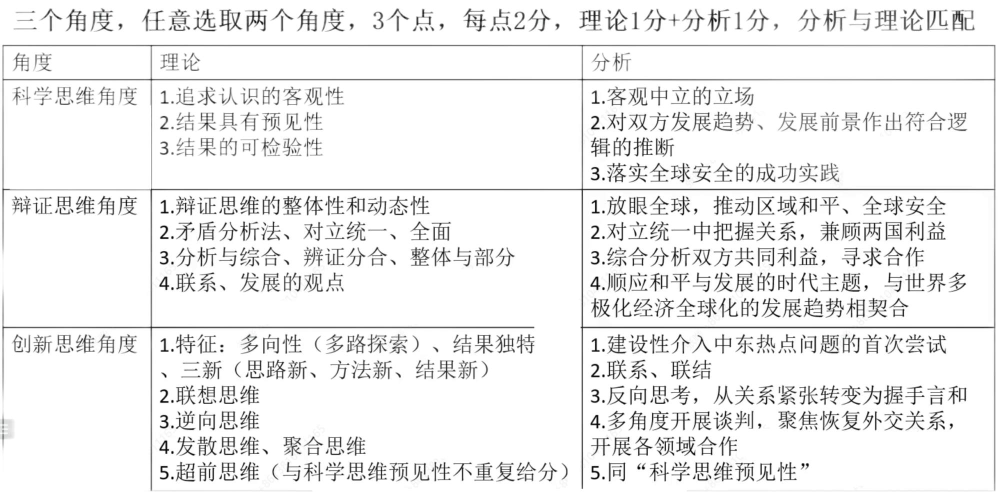 三个角度，任意选取两个角度，3个点，每点2分，理论1分+分析1分，分析与理论匹配
角度
理论
分析
科学思维角度
1.追求认识的客观性
2.结果具有预见性
3.结果的可检验性
1.客观中立的立场
2.对双方发展趋势、发展前景作出符合逻
辑的推断
3.落实全球安全的成功实践
辩证思维角度
1.辩证思维的整体性和动态性
2.矛盾分析法、对立统一、全面
3.分析与综合、辨证分合、整体与部分
4.联系、发展的观点
1.放眼全球，推动区域和平、全球安全
2.对立统一中把握关系，兼顾两国利益
3.综合分析双方共同利益，寻求合作
4.顺应和平与发展的时代主题，与世界多
极化经济全球化的发展趋势相契合
创新思维角度
1.特征：多向性（多路探索）、结果独特
、三新（思路新、方法新、结果新）
2.联想思维
3.逆向思维
4.发散思维、聚合思维
5.超前思维（与科学思维预见性不重复给分）
1.建设性介入中东热点问题的首次尝试
2.联系、联结
3.反向思考，从关系紧张转变为握手言和
4.多角度开展谈判，聚焦恢复外交关系，
开展各领域合作
5.同“科学思维预见性”